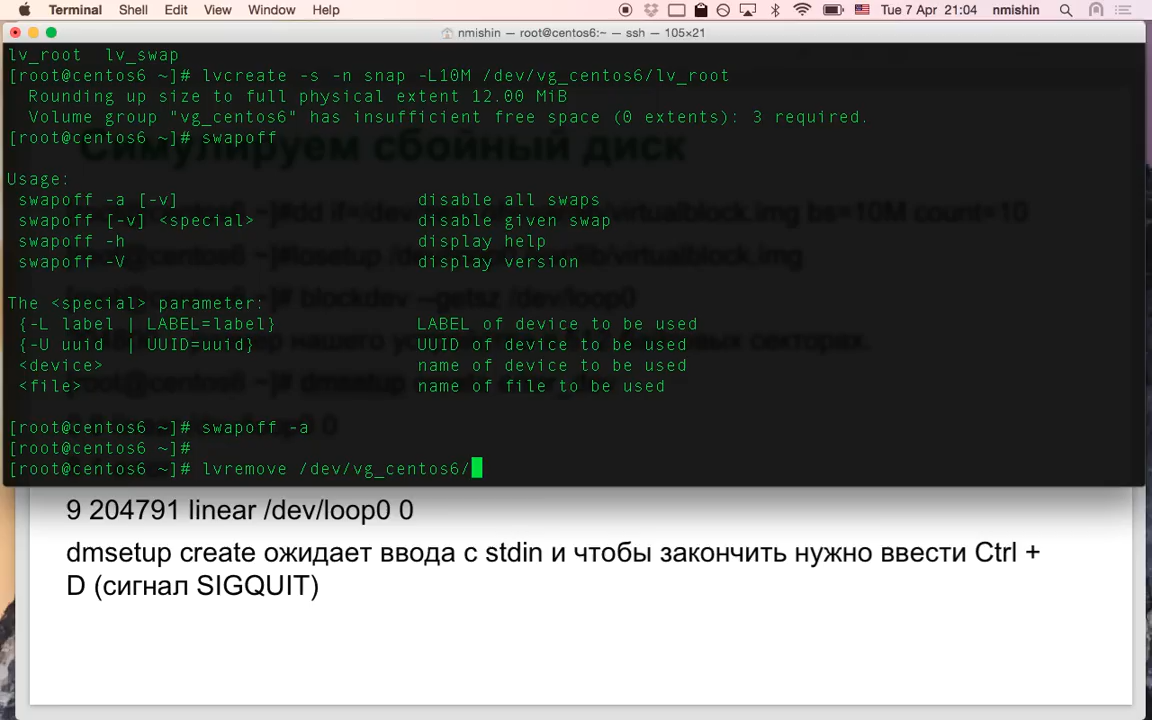 Terminal Shell Edit View Window Help Tue 7 Apr 21:04 nmishin
nmishin — root@centos6:~ — ssh — 105×21
lv_root lv_swap
[root@centos6 ~]# lvcreate -s -n snap -L10M /dev/vg_centos6/lv_root
Rounding up size to full physical extent 12.00 MiB
Volume group "vg_centos6" has insufficient free space (0 extents): 3 required.
[root@centos6 ~]# swapoff
Симулируем сбойный диск
Usage:
swapoff -a [-v] disable all swaps
swapoff [-v] <special> disable given swap
swapoff -h display help
swapoff -V display version
The <special> parameter:
{-L label | LABEL=label} LABEL of device to be used
{-U uuid | UUID=uuid} UUID of device to be used
<device> name of device to be used
<file> name of file to be used
[root@centos6 ~]# swapoff -a
[root@centos6 ~]#
[root@centos6 ~]# lvremove /dev/vg_centos6/
9 204791 linear /dev/loop0 0
dmsetup create ожидает ввода с stdin и чтобы закончить нужно ввести Ctrl +
D (сигнал SIGQUIT)